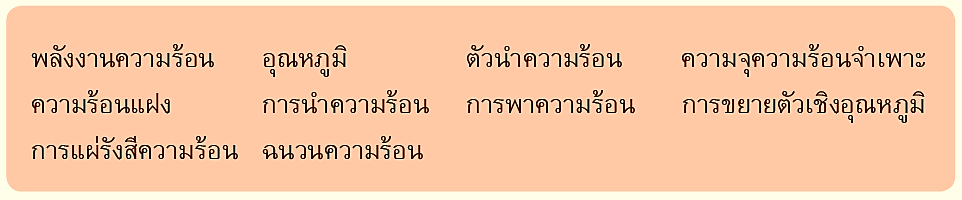 พลังงานความร้อน อุณหภูมิ ตัวนำความร้อน ความจุความร้อนจำเพาะ
ความร้อนแฝง การนำความร้อน การพาความร้อน การขยายตัวเชิงอุณหภูมิ
การแผ่รังสีความร้อน ฉนวนความร้อน